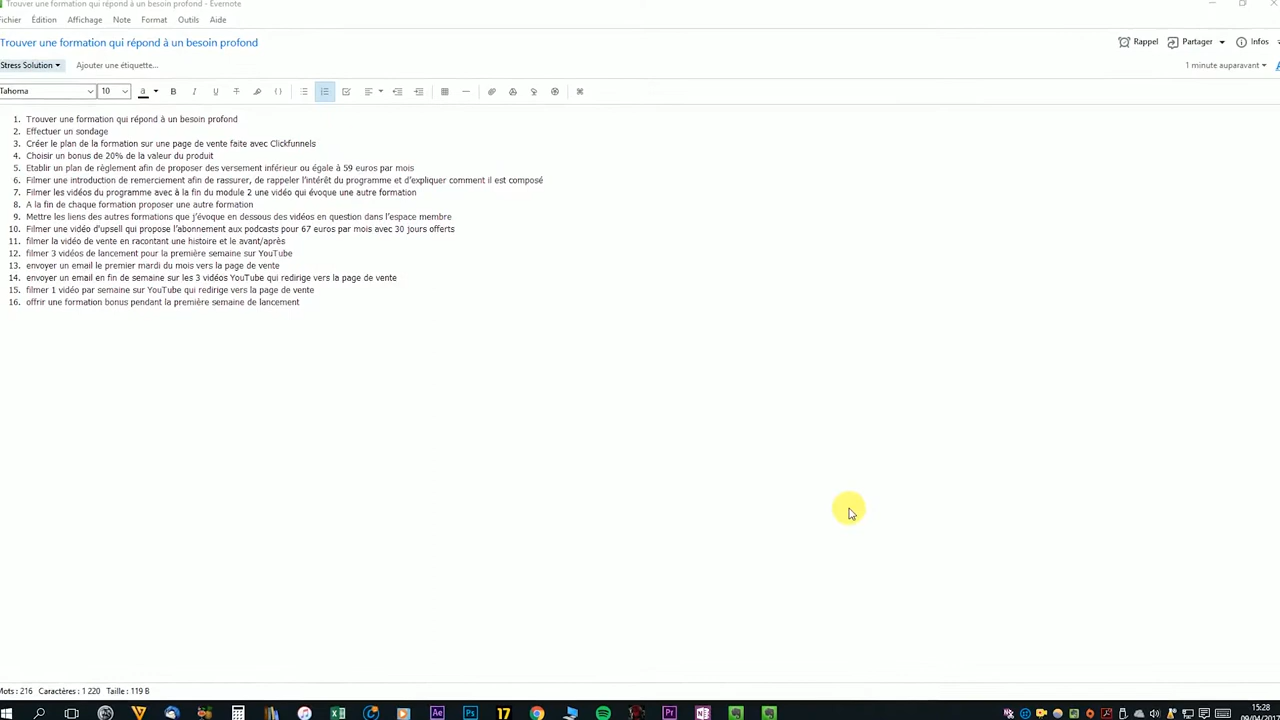 Trouver une formation qui répond à un besoin profond - Evernote
Fichier Édition Affichage Note Format Outils Aide
Trouver une formation qui répond à un besoin profond
Rappel Partager Infos
Stress Solution Ajouter une étiquette...
1 minute auparavant
Tahoma 10
1. Trouver une formation qui répond à un besoin profond
2. Effectuer un sondage
3. Créer le plan de la formation sur une page de vente faite avec Clickfunnels
4. Choisir un bonus de 20% de la valeur du produit
5. Etablir un plan de règlement afin de proposer des versement inférieur ou égale à 59 euros par mois
6. Filmer une introduction de remerciement afin de rassurer, de rappeler l'intérêt du programme et d'expliquer comment il est composé
7. Filmer les vidéos du programme avec à la fin du module 2 une vidéo qui évoque une autre formation
8. A la fin de chaque formation proposer une autre formation
9. Mettre les liens des autres formations que j'évoque en dessous des vidéos en question dans l'espace membre
10. Filmer une vidéo d'upsell qui propose l'abonnement aux podcasts pour 67 euros par mois avec 30 jours offerts
11. filmer la vidéo de vente en racontant une histoire et le avant/après
12. filmer 3 vidéos de lancement pour la première semaine sur YouTube
13. envoyer un email le premier mardi du mois vers la page de vente
14. envoyer un email en fin de semaine sur les 3 vidéos YouTube qui redirige vers la page de vente
15. filmer 1 vidéo par semaine sur YouTube qui redirige vers la page de vente
16. offrir une formation bonus pendant la première semaine de lancement
Mots : 216 Caractères : 1 220 Taille : 119 B
Ae Ps 17 Pr
15:28